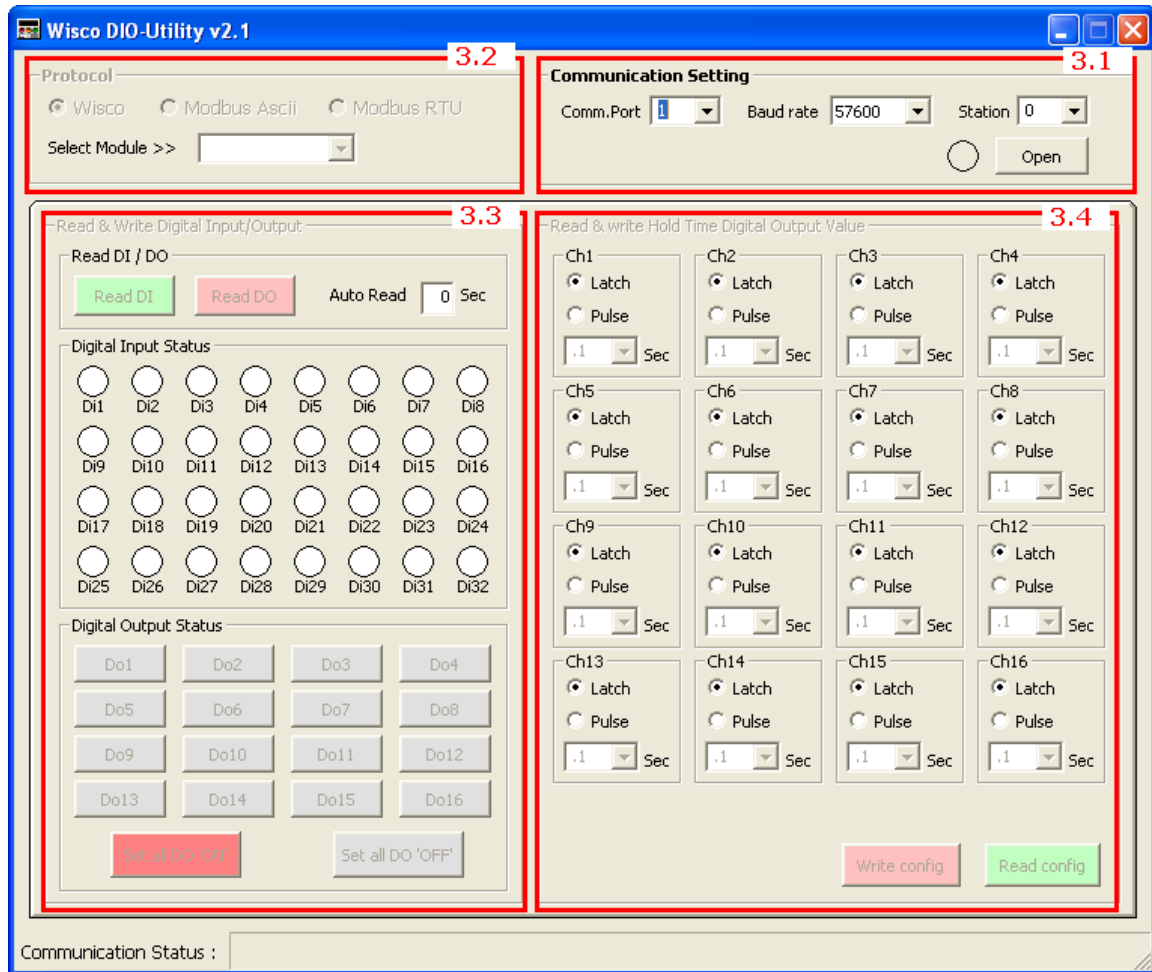 Wisco DIO-Utility v2.1
3.2
3.1
Protocol
Wisco Modbus Ascii Modbus RTU
Select Module >>
Communication Setting
Comm.Port 1 Baud rate 57600 Station 0
Open
3.3
3.4
Read & Write Digital Input/Output
Read DI / DO
Read DI Read DO Auto Read 0 Sec
Digital Input Status
Di1 Di2 Di3 Di4 Di5 Di6 Di7 Di8
Di9 Di10 Di11 Di12 Di13 Di14 Di15 Di16
Di17 Di18 Di19 Di20 Di21 Di22 Di23 Di24
Di25 Di26 Di27 Di28 Di29 Di30 Di31 Di32
Digital Output Status
Do1 Do2 Do3 Do4
Do5 Do6 Do7 Do8
Do9 Do10 Do11 Do12
Do13 Do14 Do15 Do16
Set all DO 'ON' Set all DO 'OFF'
Read & write Hold Time Digital Output Value
Ch1 Ch2 Ch3 Ch4
Latch Latch Latch Latch
Pulse Pulse Pulse Pulse
.1 Sec .1 Sec .1 Sec .1 Sec
Ch5 Ch6 Ch7 Ch8
Latch Latch Latch Latch
Pulse Pulse Pulse Pulse
.1 Sec .1 Sec .1 Sec .1 Sec
Ch9 Ch10 Ch11 Ch12
Latch Latch Latch Latch
Pulse Pulse Pulse Pulse
.1 Sec .1 Sec .1 Sec .1 Sec
Ch13 Ch14 Ch15 Ch16
Latch Latch Latch Latch
Pulse Pulse Pulse Pulse
.1 Sec .1 Sec .1 Sec .1 Sec
Write config Read config
Communication Status :